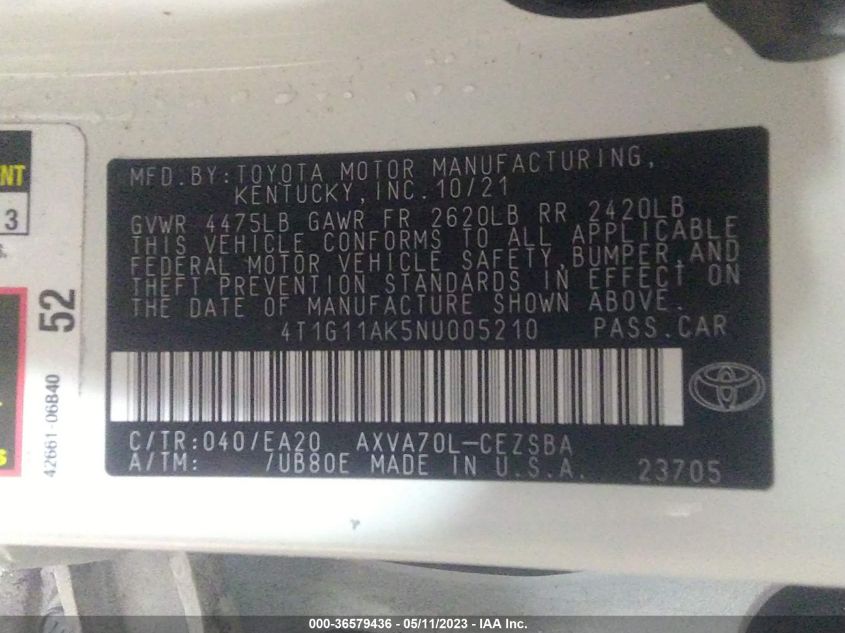 MFD.BY:TOYOTA MOTOR MANUFACTURING,
KENTUCKY,INC.10/21
GVWR 4475LB GAWR FR 2620LB RR 2420LB
THIS VEHICLE CONFORMS TO ALL APPLICABLE
FEDERAL MOTOR VEHICLE SAFETY,BUMPER,AND
THEFT PREVENTION STANDARDS IN EFFECT ON
THE DATE OF MANUFACTURE SHOWN ABOVE.
4T1G11AK5NU005210 PASS.CAR
C/TR:040/EA20 AXVA70L-CEZSBA
A/TM: /UB80E MADE IN U.S.A. 23705
3
52
42661-06B40
000-36579436 - 05/11/2023 - IAA Inc.